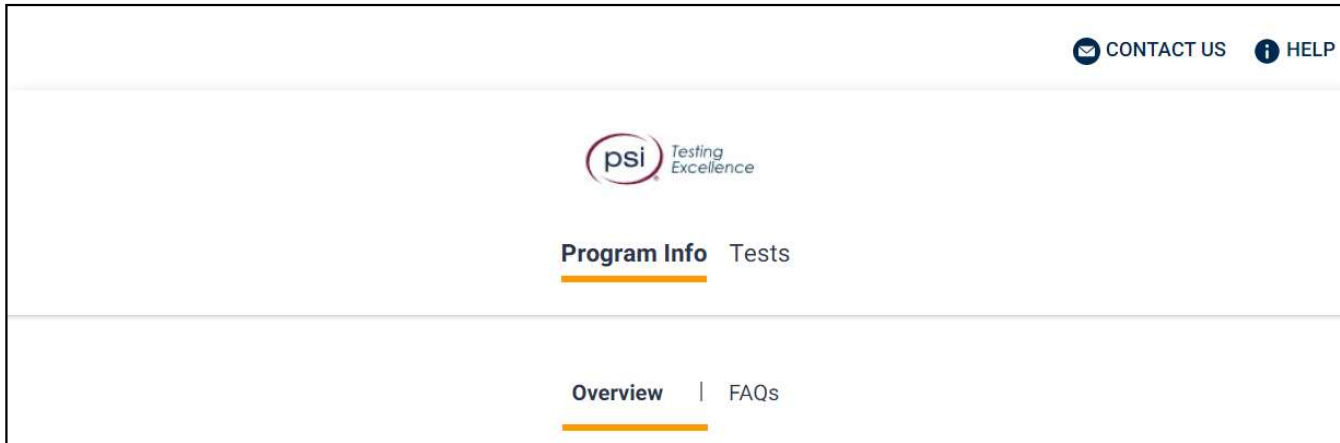 CONTACT US HELP
psi Testing
Excellence
Program Info Tests
Overview | FAQs